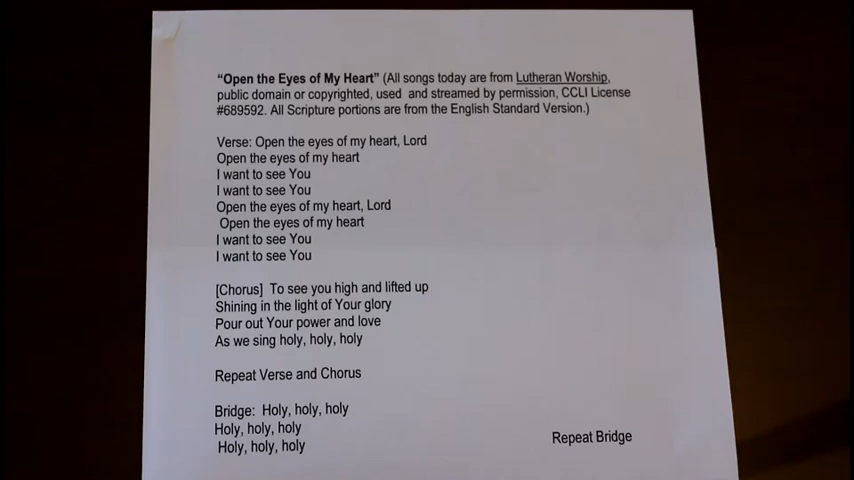 "Open the Eyes of My Heart" (All songs today are from Lutheran Worship,
public domain or copyrighted, used and streamed by permission, CCLI License
#689592. All Scripture portions are from the English Standard Version.)
Verse: Open the eyes of my heart, Lord
Open the eyes of my heart
I want to see You
I want to see You
Open the eyes of my heart, Lord
Open the eyes of my heart
I want to see You
I want to see You
[Chorus] To see you high and lifted up
Shining in the light of Your glory
Pour out Your power and love
As we sing holy, holy, holy
Repeat Verse and Chorus
Bridge: Holy, holy, holy
Holy, holy, holy
Holy, holy, holy
Repeat Bridge